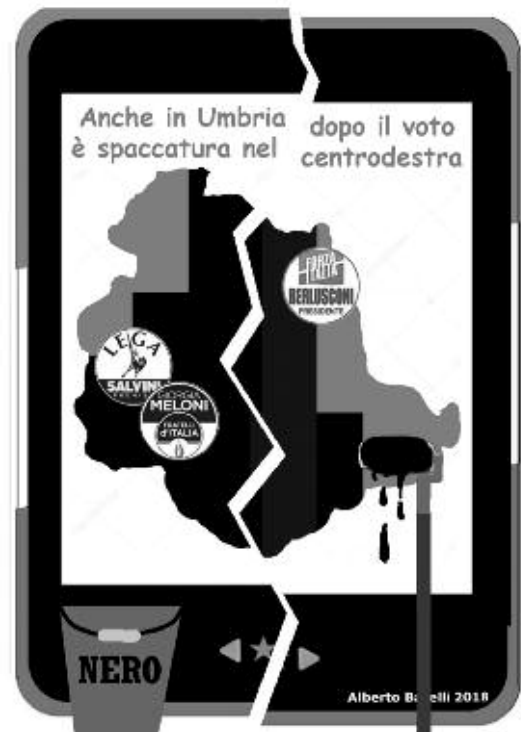 Anche in Umbria
è spaccatura nel
dopo il voto
centrodestra
FORZA
ITALIA
BERLUSCONI
PRESIDENTE
LEGA
SALVINI
GIORGIA
MELONI
FRATELLI
d'ITALIA
NERO
Alberto 2018